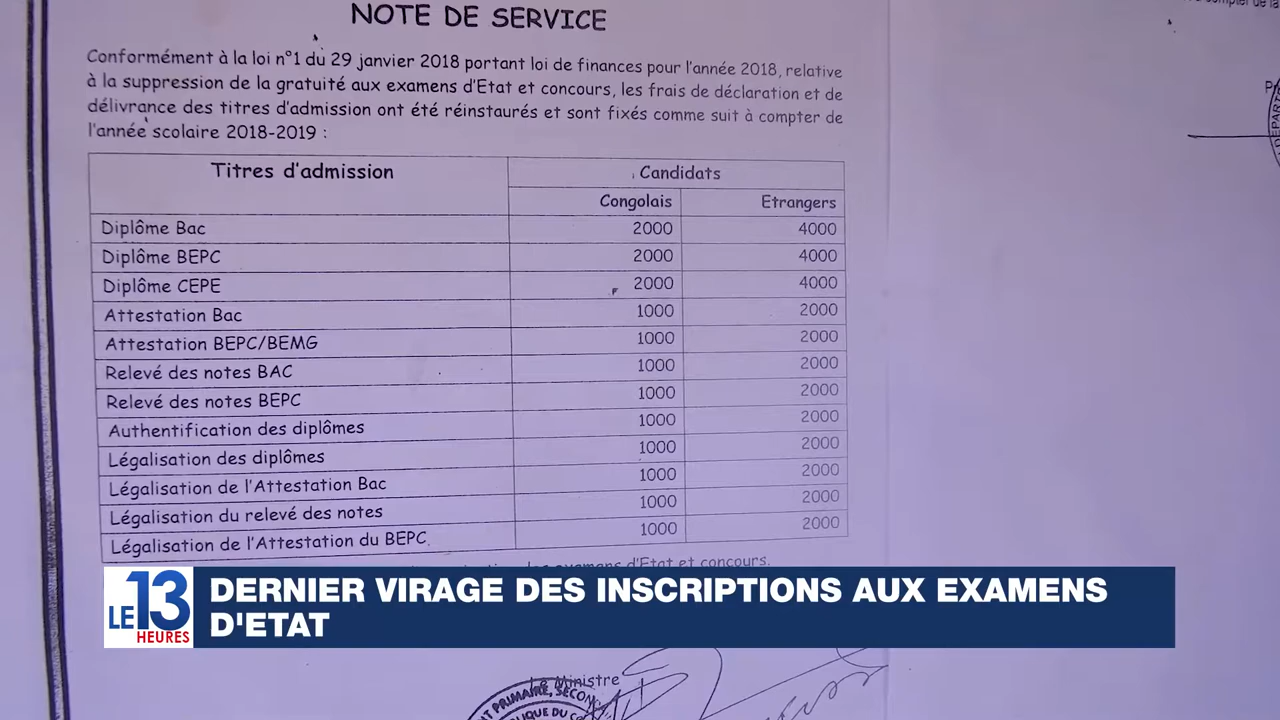 NOTE DE SERVICE
Conformément à la loi n°1 du 29 janvier 2018 portant loi de finances pour l'année 2018, relative
à la suppression de la gratuité aux examens d'Etat et concours, les frais de déclaration et de
délivrance des titres d'admission ont été réinstaurés et sont fixés comme suit à compter de
l'année scolaire 2018-2019 :
Titres d'admission Candidats
Congolais Etrangers
Diplôme Bac 2000 4000
Diplôme BEPC 2000 4000
Diplôme CEPE 2000 4000
Attestation Bac 1000 2000
Attestation BEPC/BEMG 1000 2000
Relevé des notes BAC 1000 2000
Relevé des notes BEPC 1000 2000
Authentification des diplômes 1000 2000
Légalisation des diplômes 1000 2000
Légalisation de l'Attestation Bac 1000 2000
Légalisation du relevé des notes 1000 2000
Légalisation de l'Attestation du BEPC. 1000 2000
d'Etat et concours.
LE 13 HEURES
DERNIER VIRAGE DES INSCRIPTIONS AUX EXAMENS
D'ETAT
Ministre
PRIMAIRE,